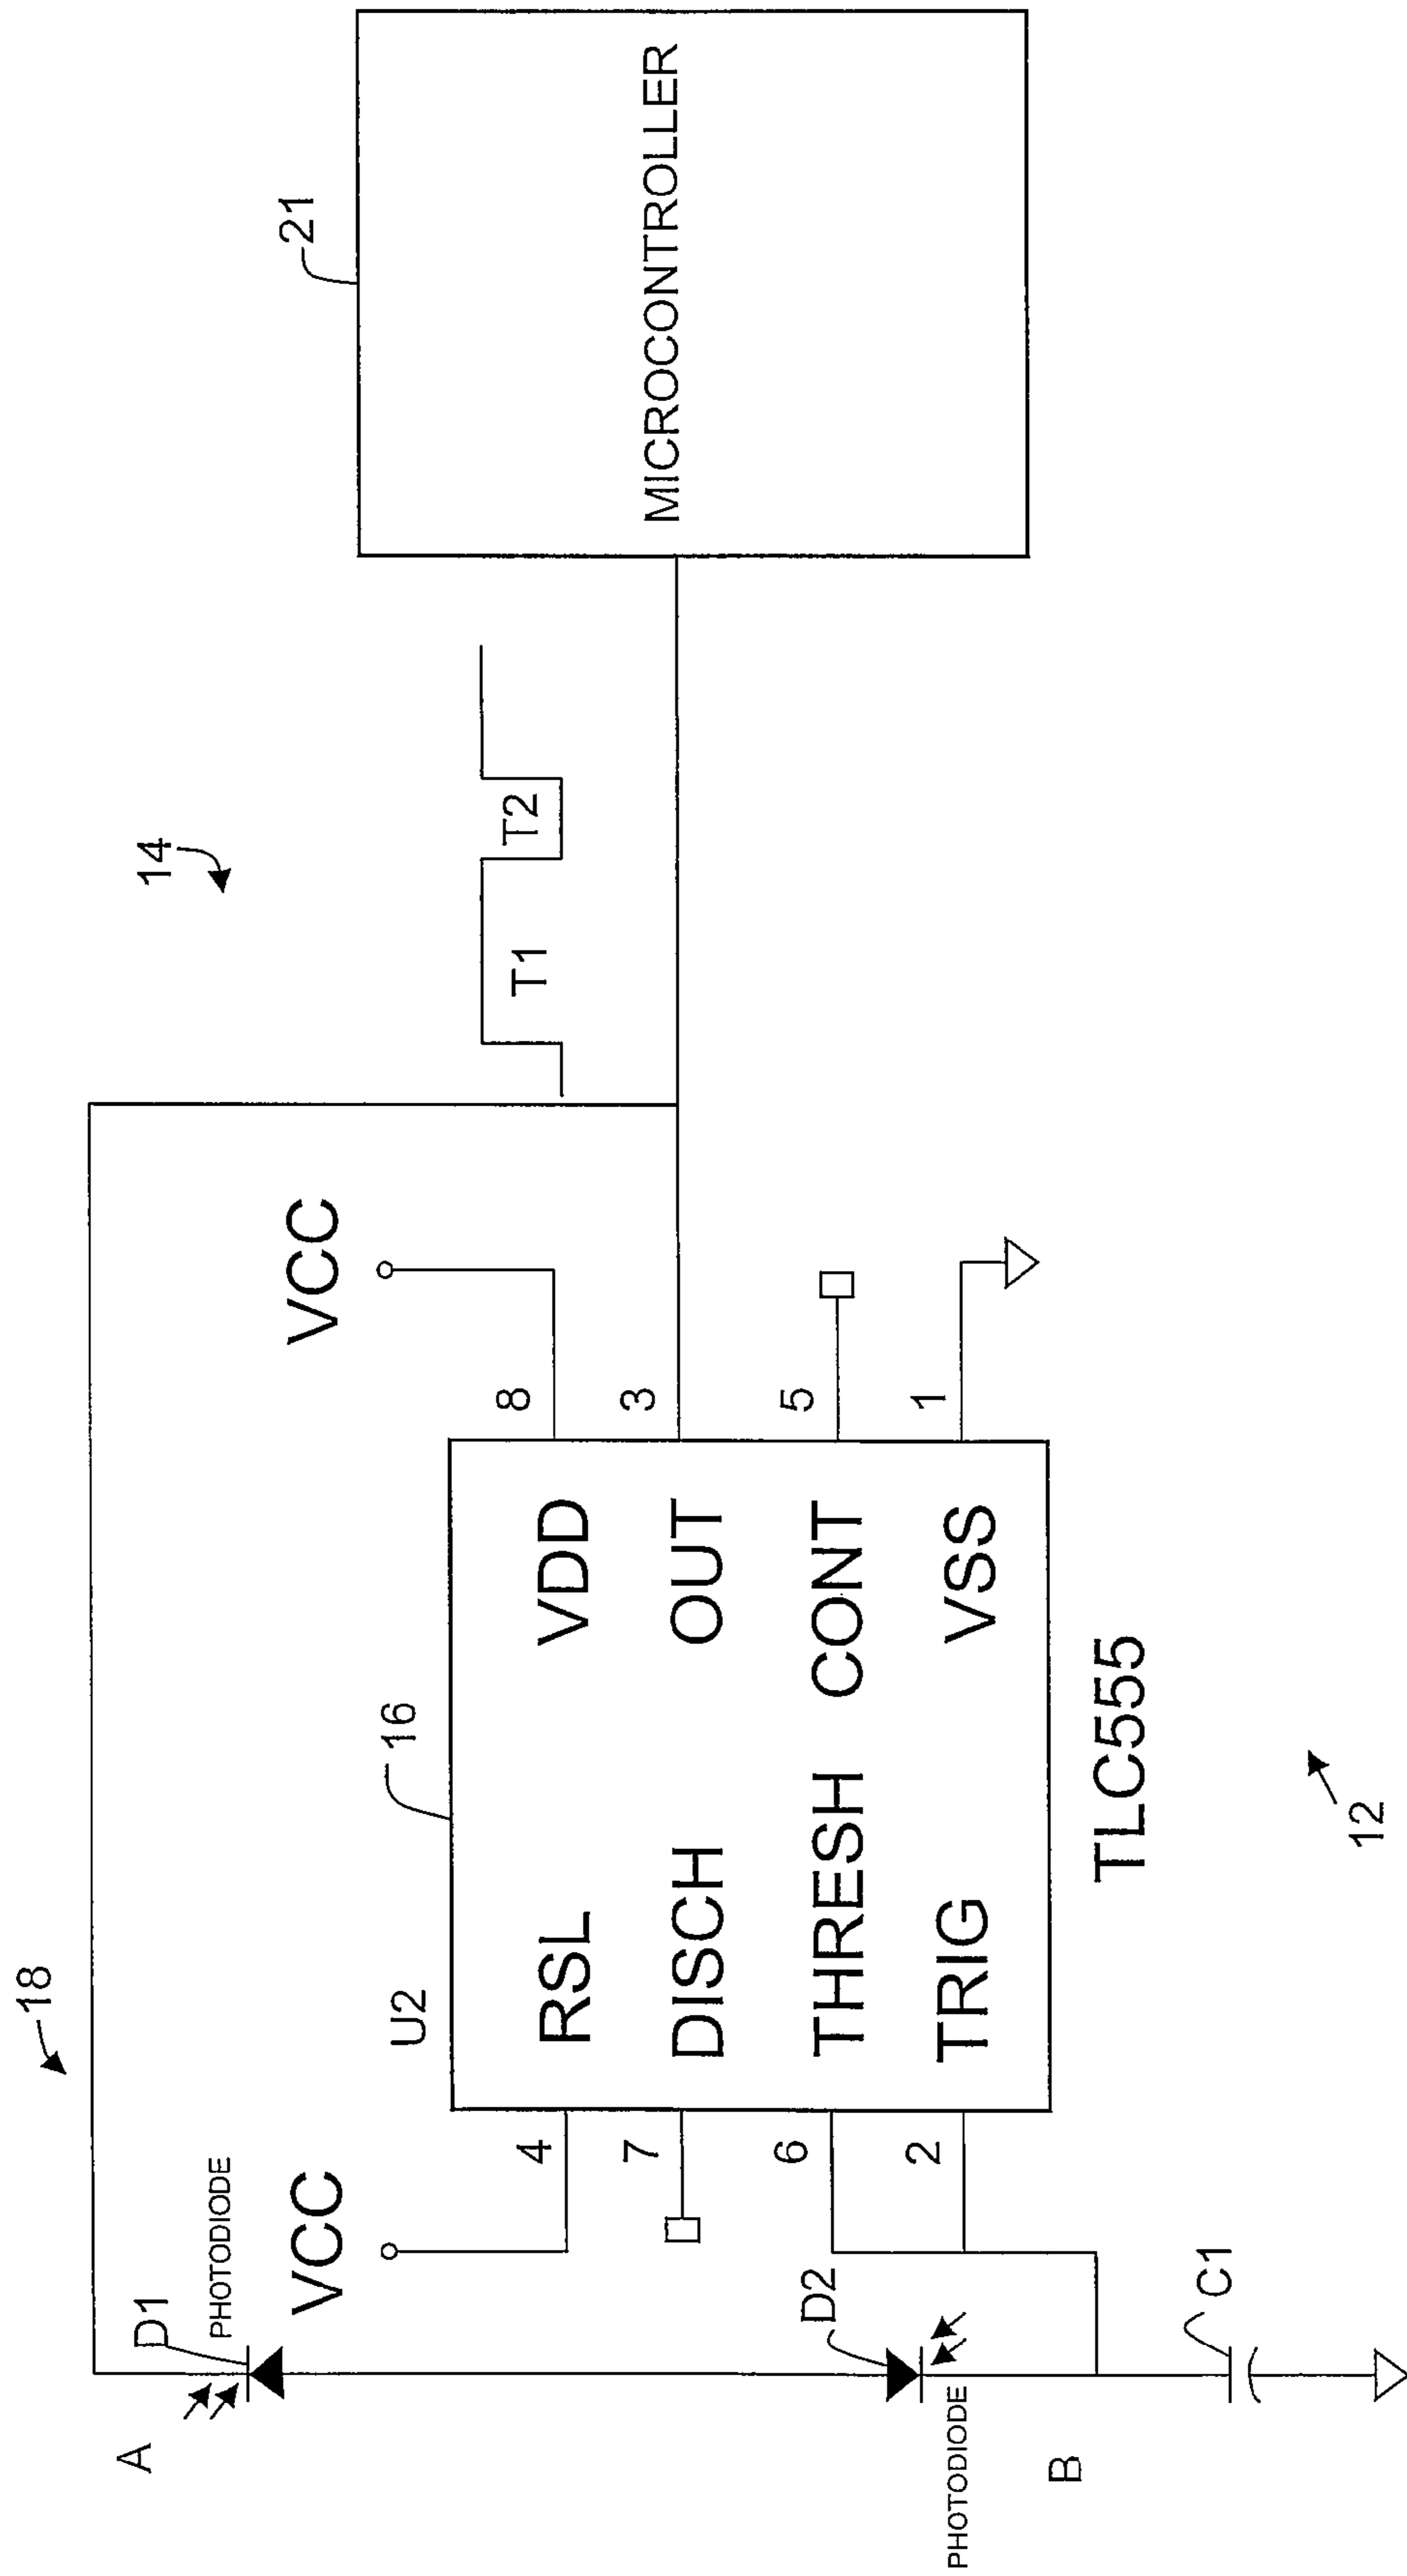 18
A
D1
PHOTODIODE
VCC
14
21
U2
16
VCC
T1
T2
4
RSL
VDD
8
7
DISCH
OUT
3
MICROCONTROLLER
6
THRESH
CONT
5
2
TRIG
VSS
1
D2
PHOTODIODE
B
TLC555
C1
12